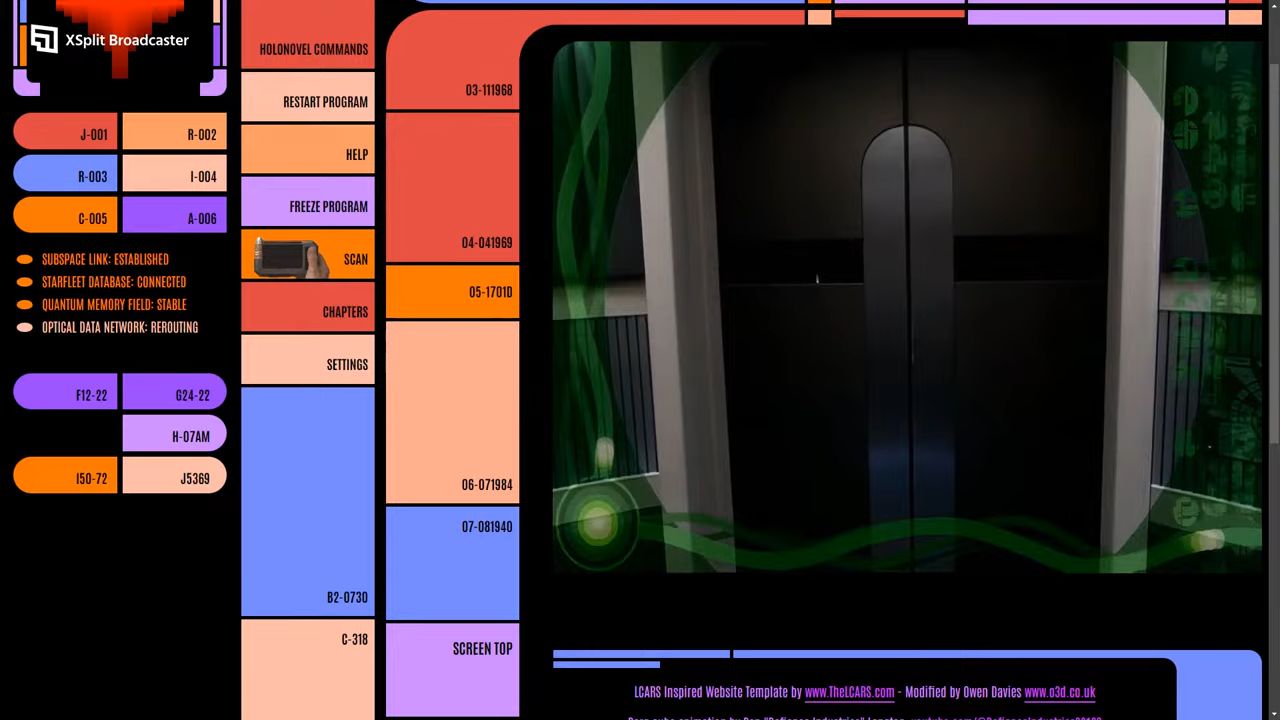 XSplit Broadcaster
J-001
R-002
R-003
I-004
C-005
A-006
SUBSPACE LINK: ESTABLISHED
STARFLEET DATABASE: CONNECTED
QUANTUM MEMORY FIELD: STABLE
OPTICAL DATA NETWORK: REROUTING
F12-22
G24-22
H-07AM
I50-72
J5369
HOLONOVEL COMMANDS
RESTART PROGRAM
HELP
FREEZE PROGRAM
SCAN
CHAPTERS
SETTINGS
B2-0730
C-318
03-111968
04-041969
05-1701D
06-071984
07-081940
SCREEN TOP
LCARS Inspired Website Template by www.TheLCARS.com - Modified by Owen Davies www.o3d.co.uk